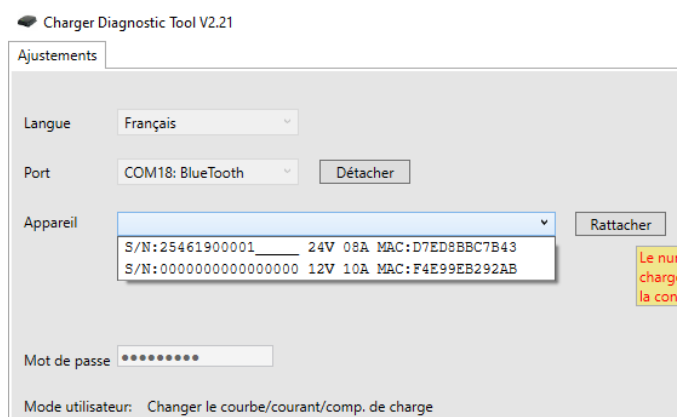 Charger Diagnostic Tool V2.21
Ajustements
Langue Français
Port COM18: BlueTooth Détacher
Appareil Rattacher
S/N:25461900001_____ 24V 08A MAC:D7ED8BBC7B43
S/N:0000000000000000 12V 10A MAC:F4E99EB292AB
Le
charg
la con
Mot de passe •••••••••
Mode utilisateur: Changer le courbe/courant/comp. de charge